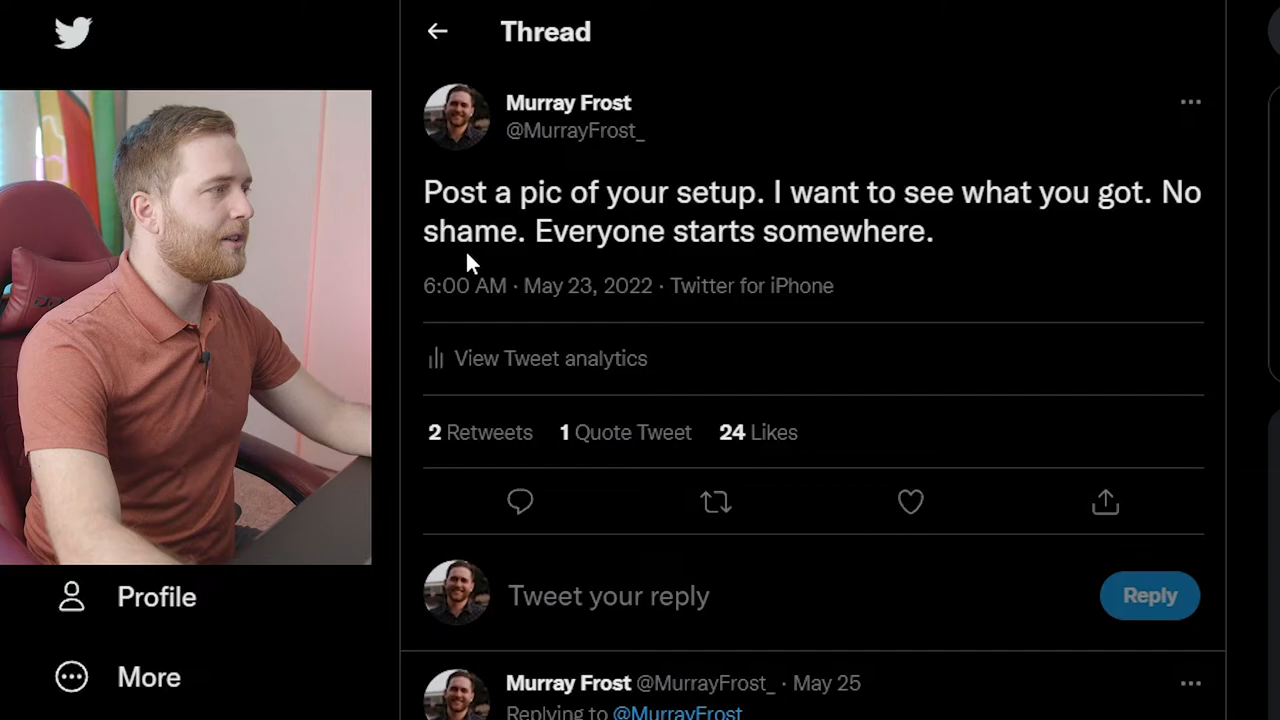 Thread
Murray Frost
@MurrayFrost_
Post a pic of your setup. I want to see what you got. No
shame. Everyone starts somewhere.
6:00 AM · May 23, 2022 · Twitter for iPhone
View Tweet analytics
2 Retweets 1 Quote Tweet 24 Likes
Tweet your reply
Reply
Profile
More
Murray Frost @MurrayFrost_ · May 25
Replying to @MurrayFrost